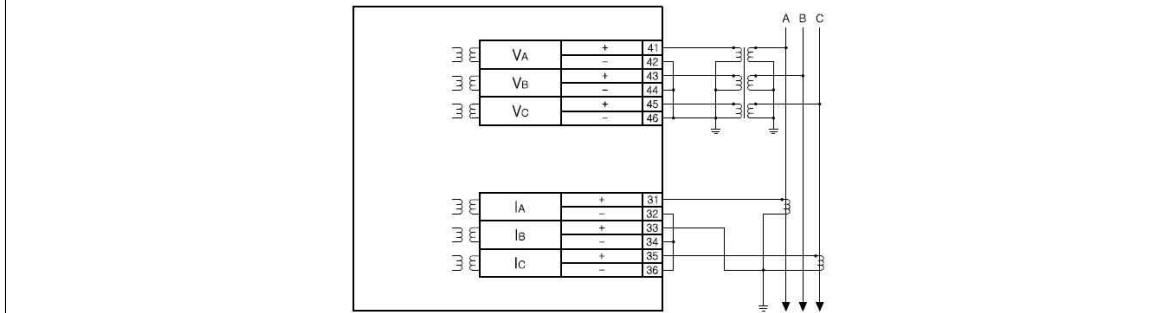 A B C
VA + 41
− 42
VB + 43
− 44
VC + 45
− 46
IA + 31
− 32
IB + 33
− 34
IC + 35
− 36